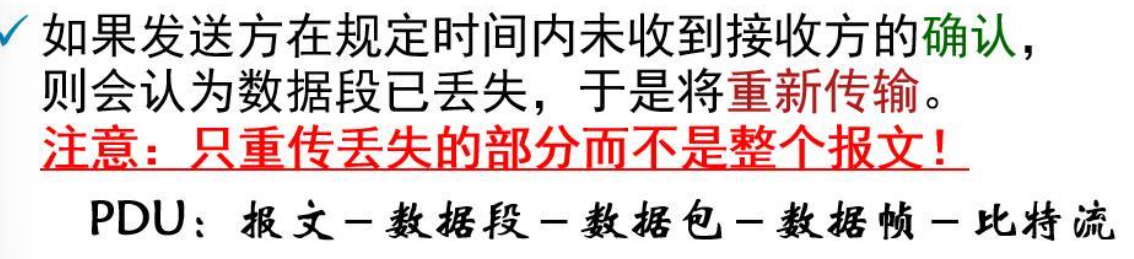 ✓ 如果发送方在规定时间内未收到接收方的确认，
则会认为数据段已丢失，于是将重新传输。
注意：只重传丢失的部分而不是整个报文！
PDU：报文－数据段－数据包－数据帧－比特流